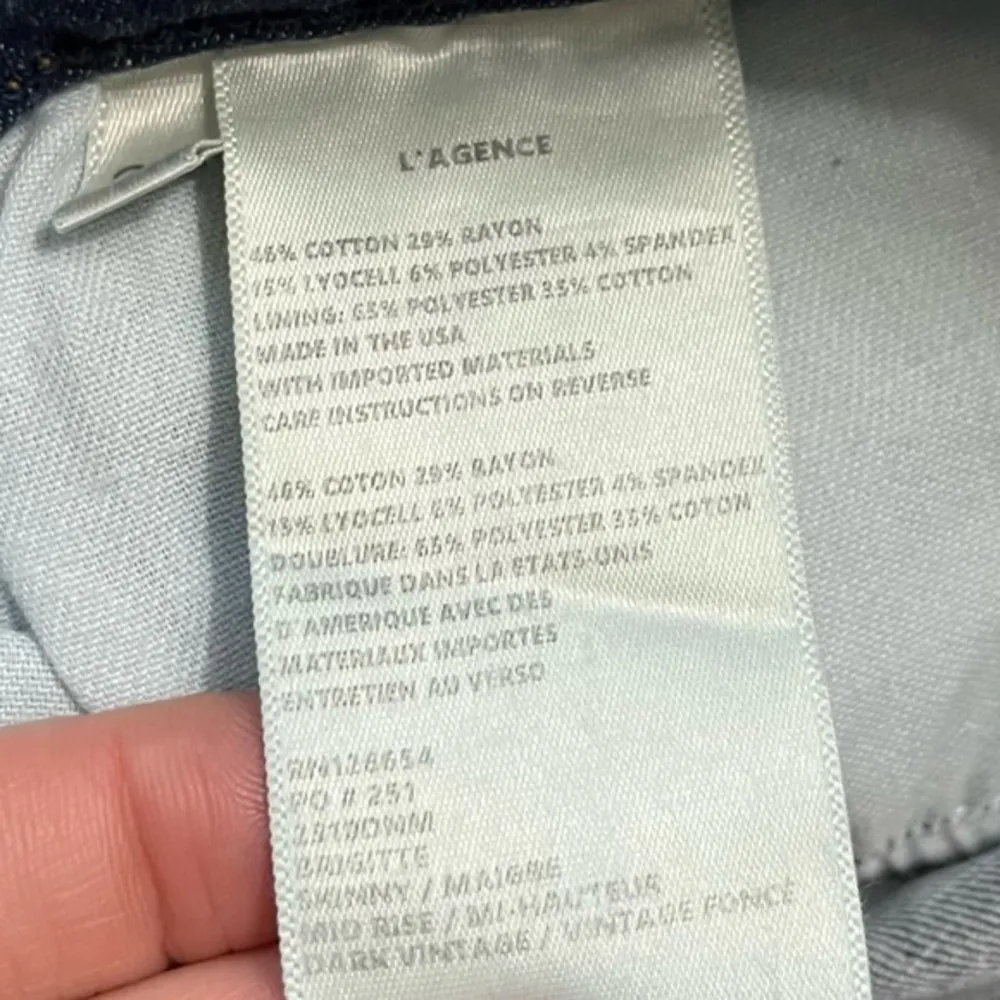 L'AGENCE
46% COTTON 29% RAYON
15% LYOCELL 6% POLYESTER 4% SPANDEX
LINING: 65% POLYESTER 35% COTTON
MADE IN THE USA
WITH IMPORTED MATERIALS
CARE INSTRUCTIONS ON REVERSE
46% COTON 29% RAYON
15% LYOCELL 6% POLYESTER 4% SPANDEX
DOUBLURE: 65% POLYESTER 35% COTON
FABRIQUE DANS LA ETATS-UNIS
D'AMERIQUE AVEC DES
MATERIAUX IMPORTES
ENTRETIEN AU VERSO
RN126654
PO # 251
BRIGITTE
SKINNY / MAIGRE
MID RISE / MI-HAUTEUR
DARK VINTAGE / VINTAGE FONCÉ